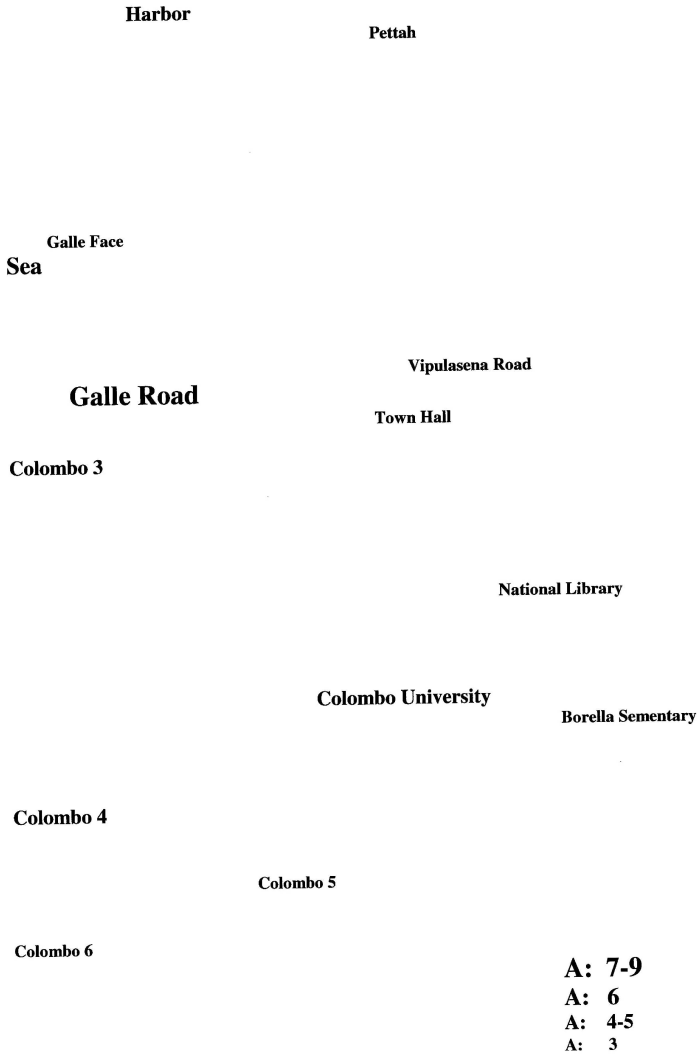 Harbor
Pettah
Galle Face
Sea
Vipulasena Road
Galle Road
Town Hall
Colombo 3
National Library
Colombo University
Borella Sementary
Colombo 4
Colombo 5
Colombo 6
A: 7-9
A: 6
A: 4-5
A: 3